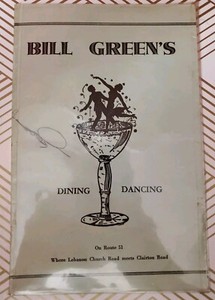 BILL GREEN'S
DINING DANCING
On Route 51
Where Lebanon Church Road meets Clairton Road